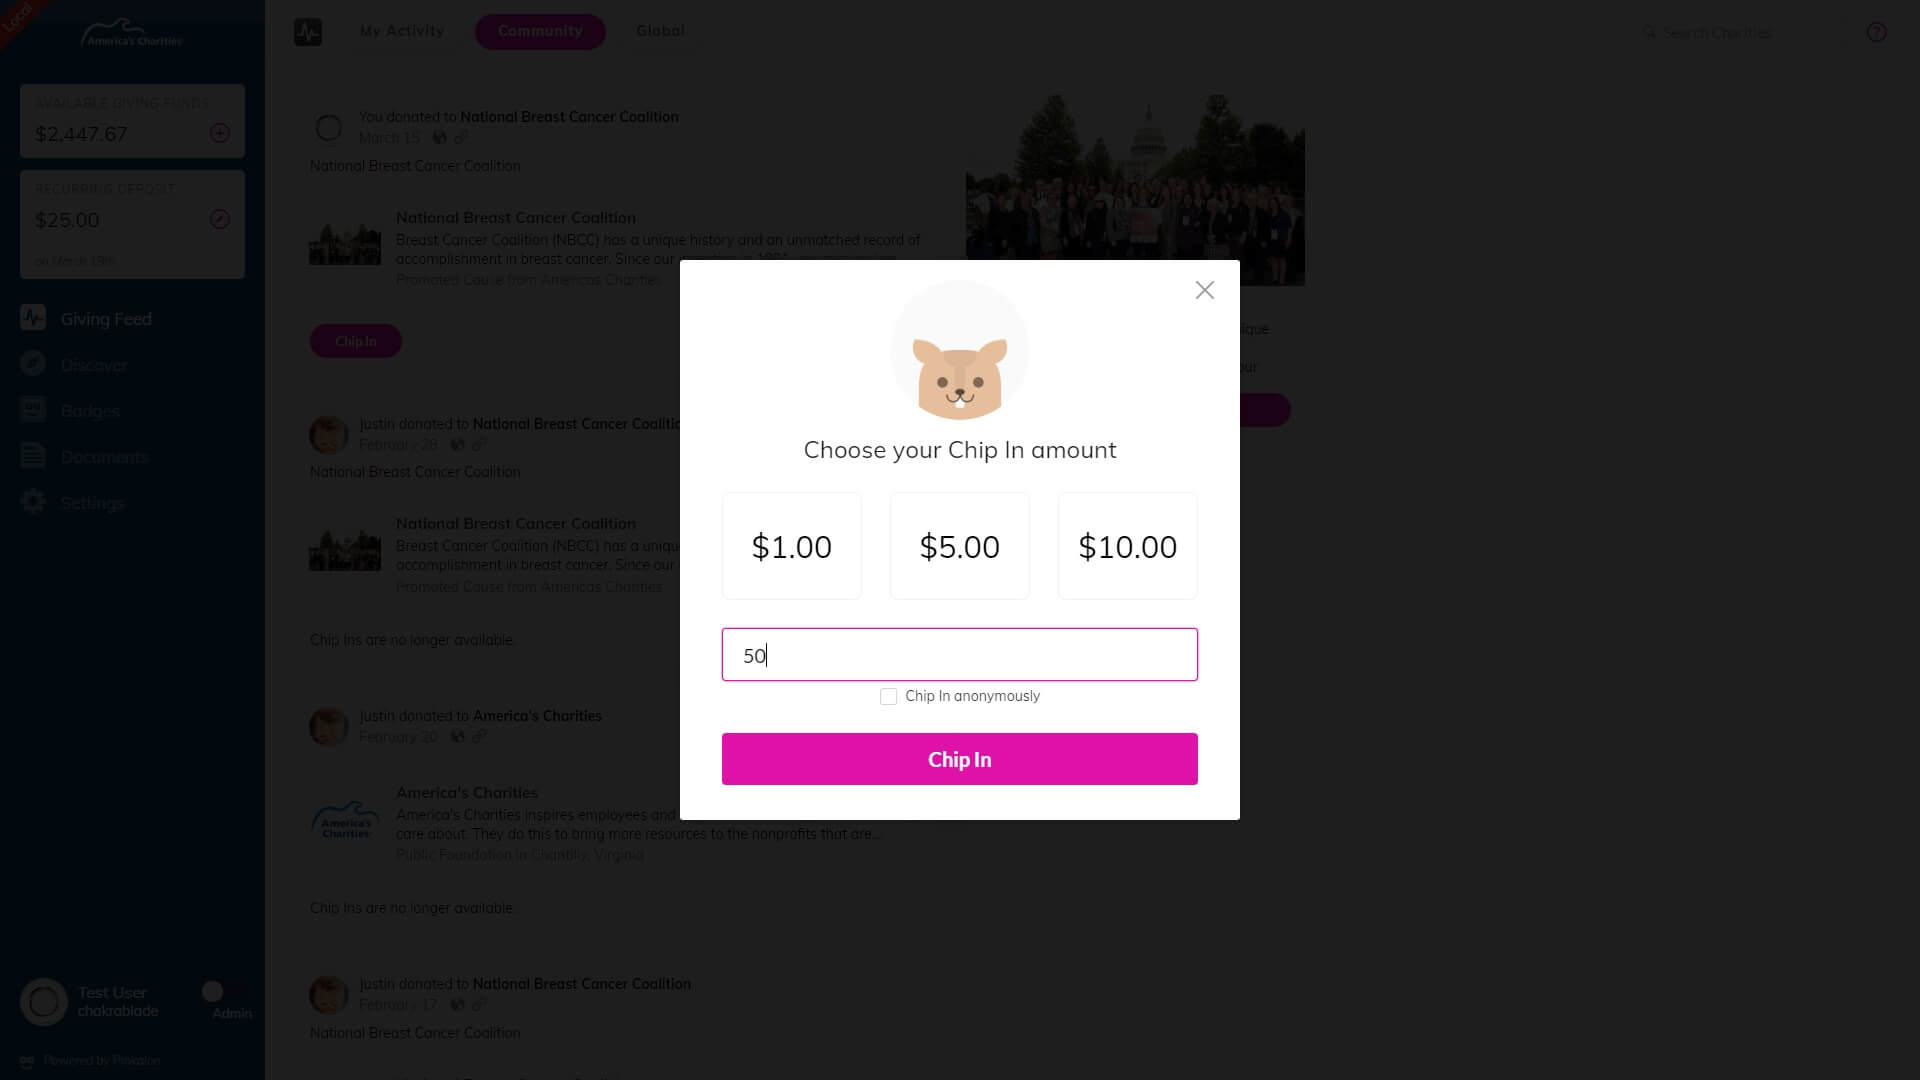 Local
America's Charities
My Activity
Community
Global
Search Charities
?
AVAILABLE GIVING FUNDS
$2,447.67
RECURRING DEPOSIT
$25.00
on March 19th
Giving Feed
Discover
Badges
Documents
Settings
You donated to National Breast Cancer Coalition
March 15
National Breast Cancer Coalition
National Breast Cancer Coalition
Breast Cancer Coalition (NBCC) has a unique history and an unmatched record of
accomplishment in breast cancer. Since our
Promoted Cause from Americas Charities
Chip In
Justin donated to National Breast Cancer Coalitio
February 28
National Breast Cancer Coalition
National Breast Cancer Coalition
Breast Cancer Coalition (NBCC) has a uniqu
accomplishment in breast cancer. Since our
Promoted Cause from Americas Charities
Chip Ins are no longer available.
Justin donated to America's Charities
February 20
America's Charities
America's Charities
America's Charities inspires employees and
care about. They do this to bring more resources to the nonprofits that are...
Public Foundation in Chantilly, Virginia
Chip Ins are no longer available.
Justin donated to National Breast Cancer Coalition
February 17
National Breast Cancer Coalition
ique
our
Choose your Chip In amount
$1.00
$5.00
$10.00
50
Chip In anonymously
Chip In
Test User
chakrablade
Admin
Powered by Pinkaloo